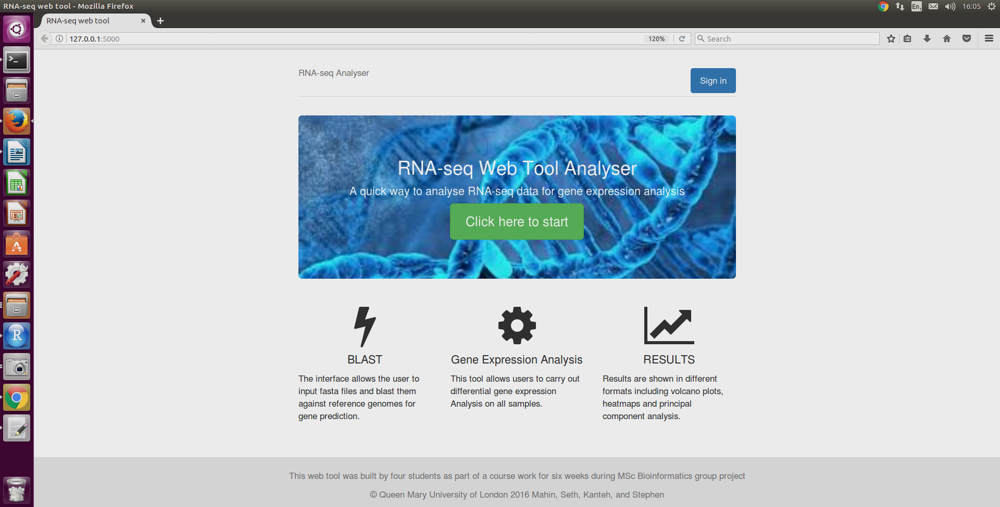 RNA-seq web tool - Mozilla Firefox
En1
16:05
RNA-seq web tool
127.0.0.1:5000
120%
Search
RNA-seq Analyser
Sign in
RNA-seq Web Tool Analyser
A quick way to analyse RNA-seq data for gene expression analysis
Click here to start
BLAST
The interface allows the user to
input fasta files and blast them
against reference genomes for
gene prediction.
Gene Expression Analysis
This tool allows users to carry out
differential gene expression
Analysis on all samples.
RESULTS
Results are shown in different
formats including volcano plots,
heatmaps and principal
component analysis.
This web tool was built by four students as part of a course work for six weeks during MSc Bioinformatics group project
© Queen Mary University of London 2016 Mahin, Seth, Kanteh, and Stephen